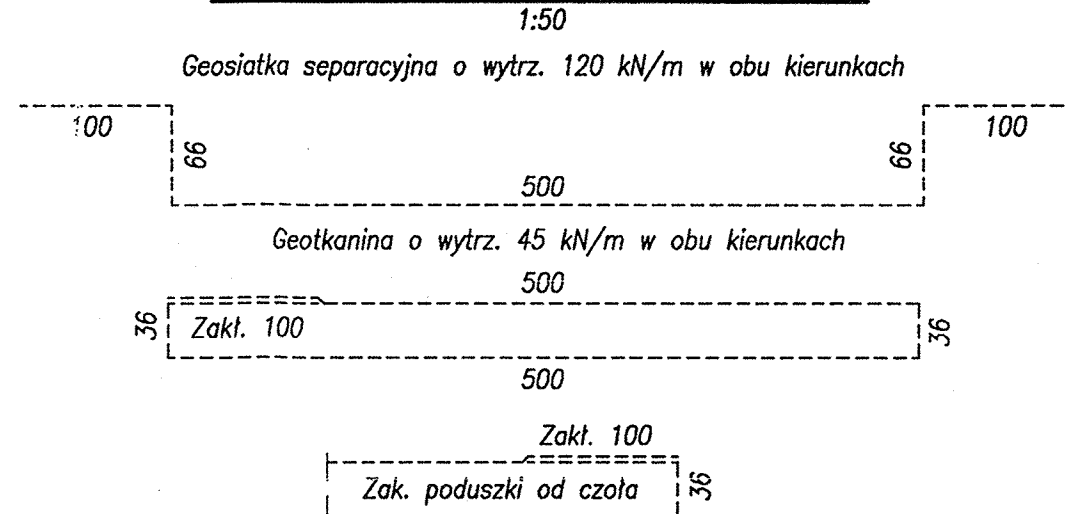 1:50
Geosiatka separacyjna o wytrz. 120 kN/m w obu kierunkach
100
100
66
66
500
Geotkanina o wytrz. 45 kN/m w obu kierunkach
500
36
Zakł. 100
36
500
Zakł. 100
Zak. poduszki od czoła
36